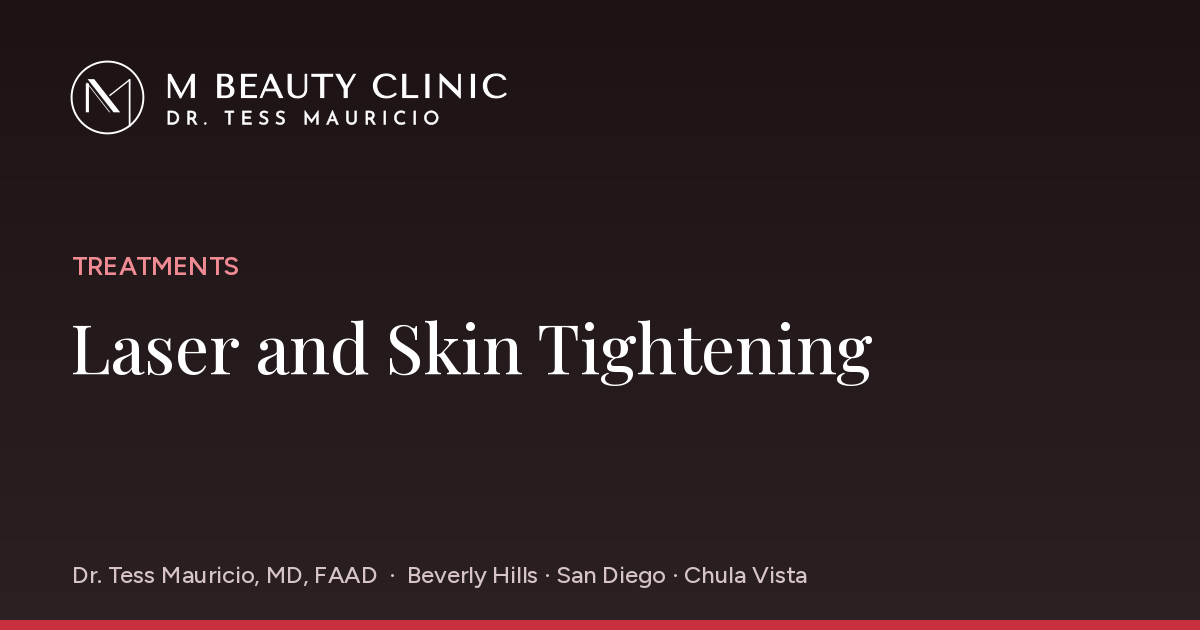 M BEAUTY CLINIC
DR. TESS MAURICIO
TREATMENTS
Laser and Skin Tightening
Dr. Tess Mauricio, MD, FAAD · Beverly Hills · San Diego · Chula Vista